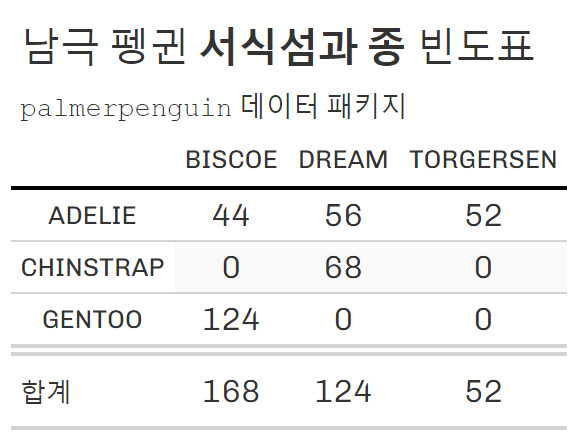 남극 펭귄 서식섬과 종 빈도표
palmerpenguin 데이터 패키지
BISCOE DREAM TORGERSEN
ADELIE 44 56 52
CHINSTRAP 0 68 0
GENTOO 124 0 0
합계 168 124 52